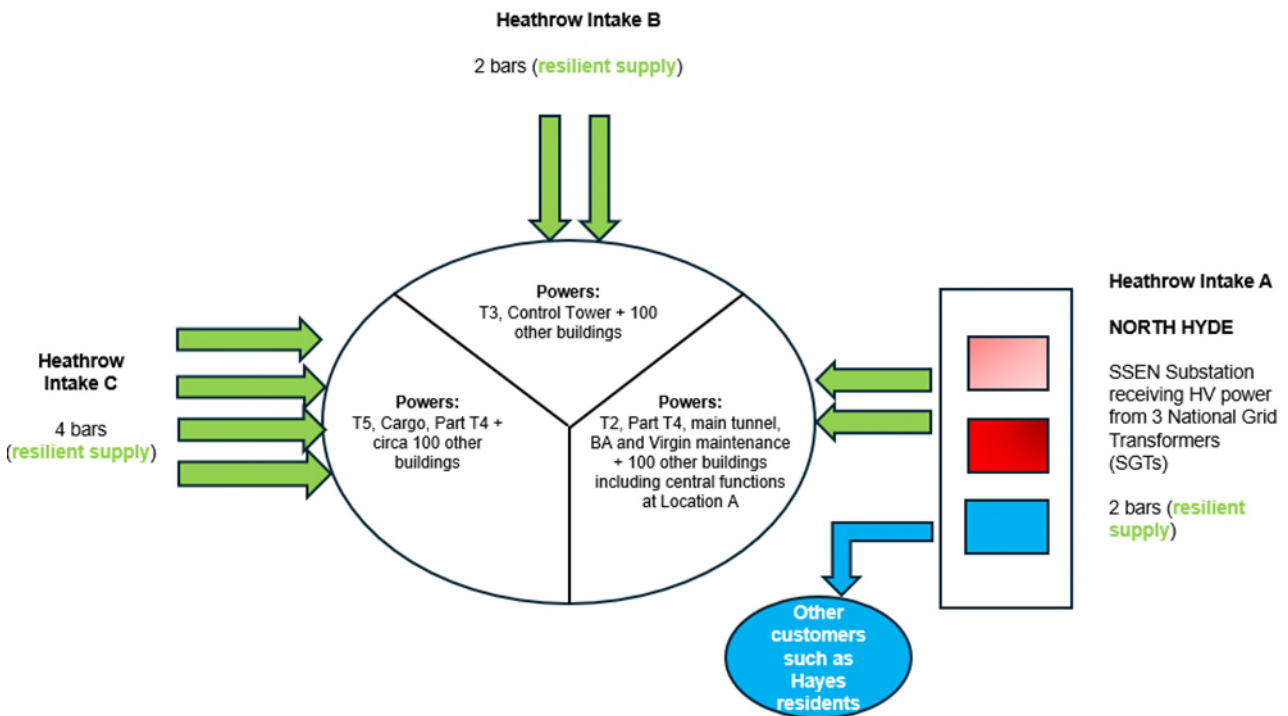 Heathrow Intake B
2 bars (resilient supply)
Powers:
T3, Control Tower + 100
other buildings
Heathrow
Intake C
4 bars
(resilient supply)
Powers:
T5, Cargo, Part T4 +
circa 100 other
buildings
Powers:
T2, Part T4, main tunnel,
BA and Virgin maintenance
+ 100 other buildings
including central functions
at Location A
Heathrow Intake A
NORTH HYDE
SSEN Substation
receiving HV power
from 3 National Grid
Transformers
(SGTs)
2 bars (resilient
supply)
Other
customers
such as
Hayes
residents